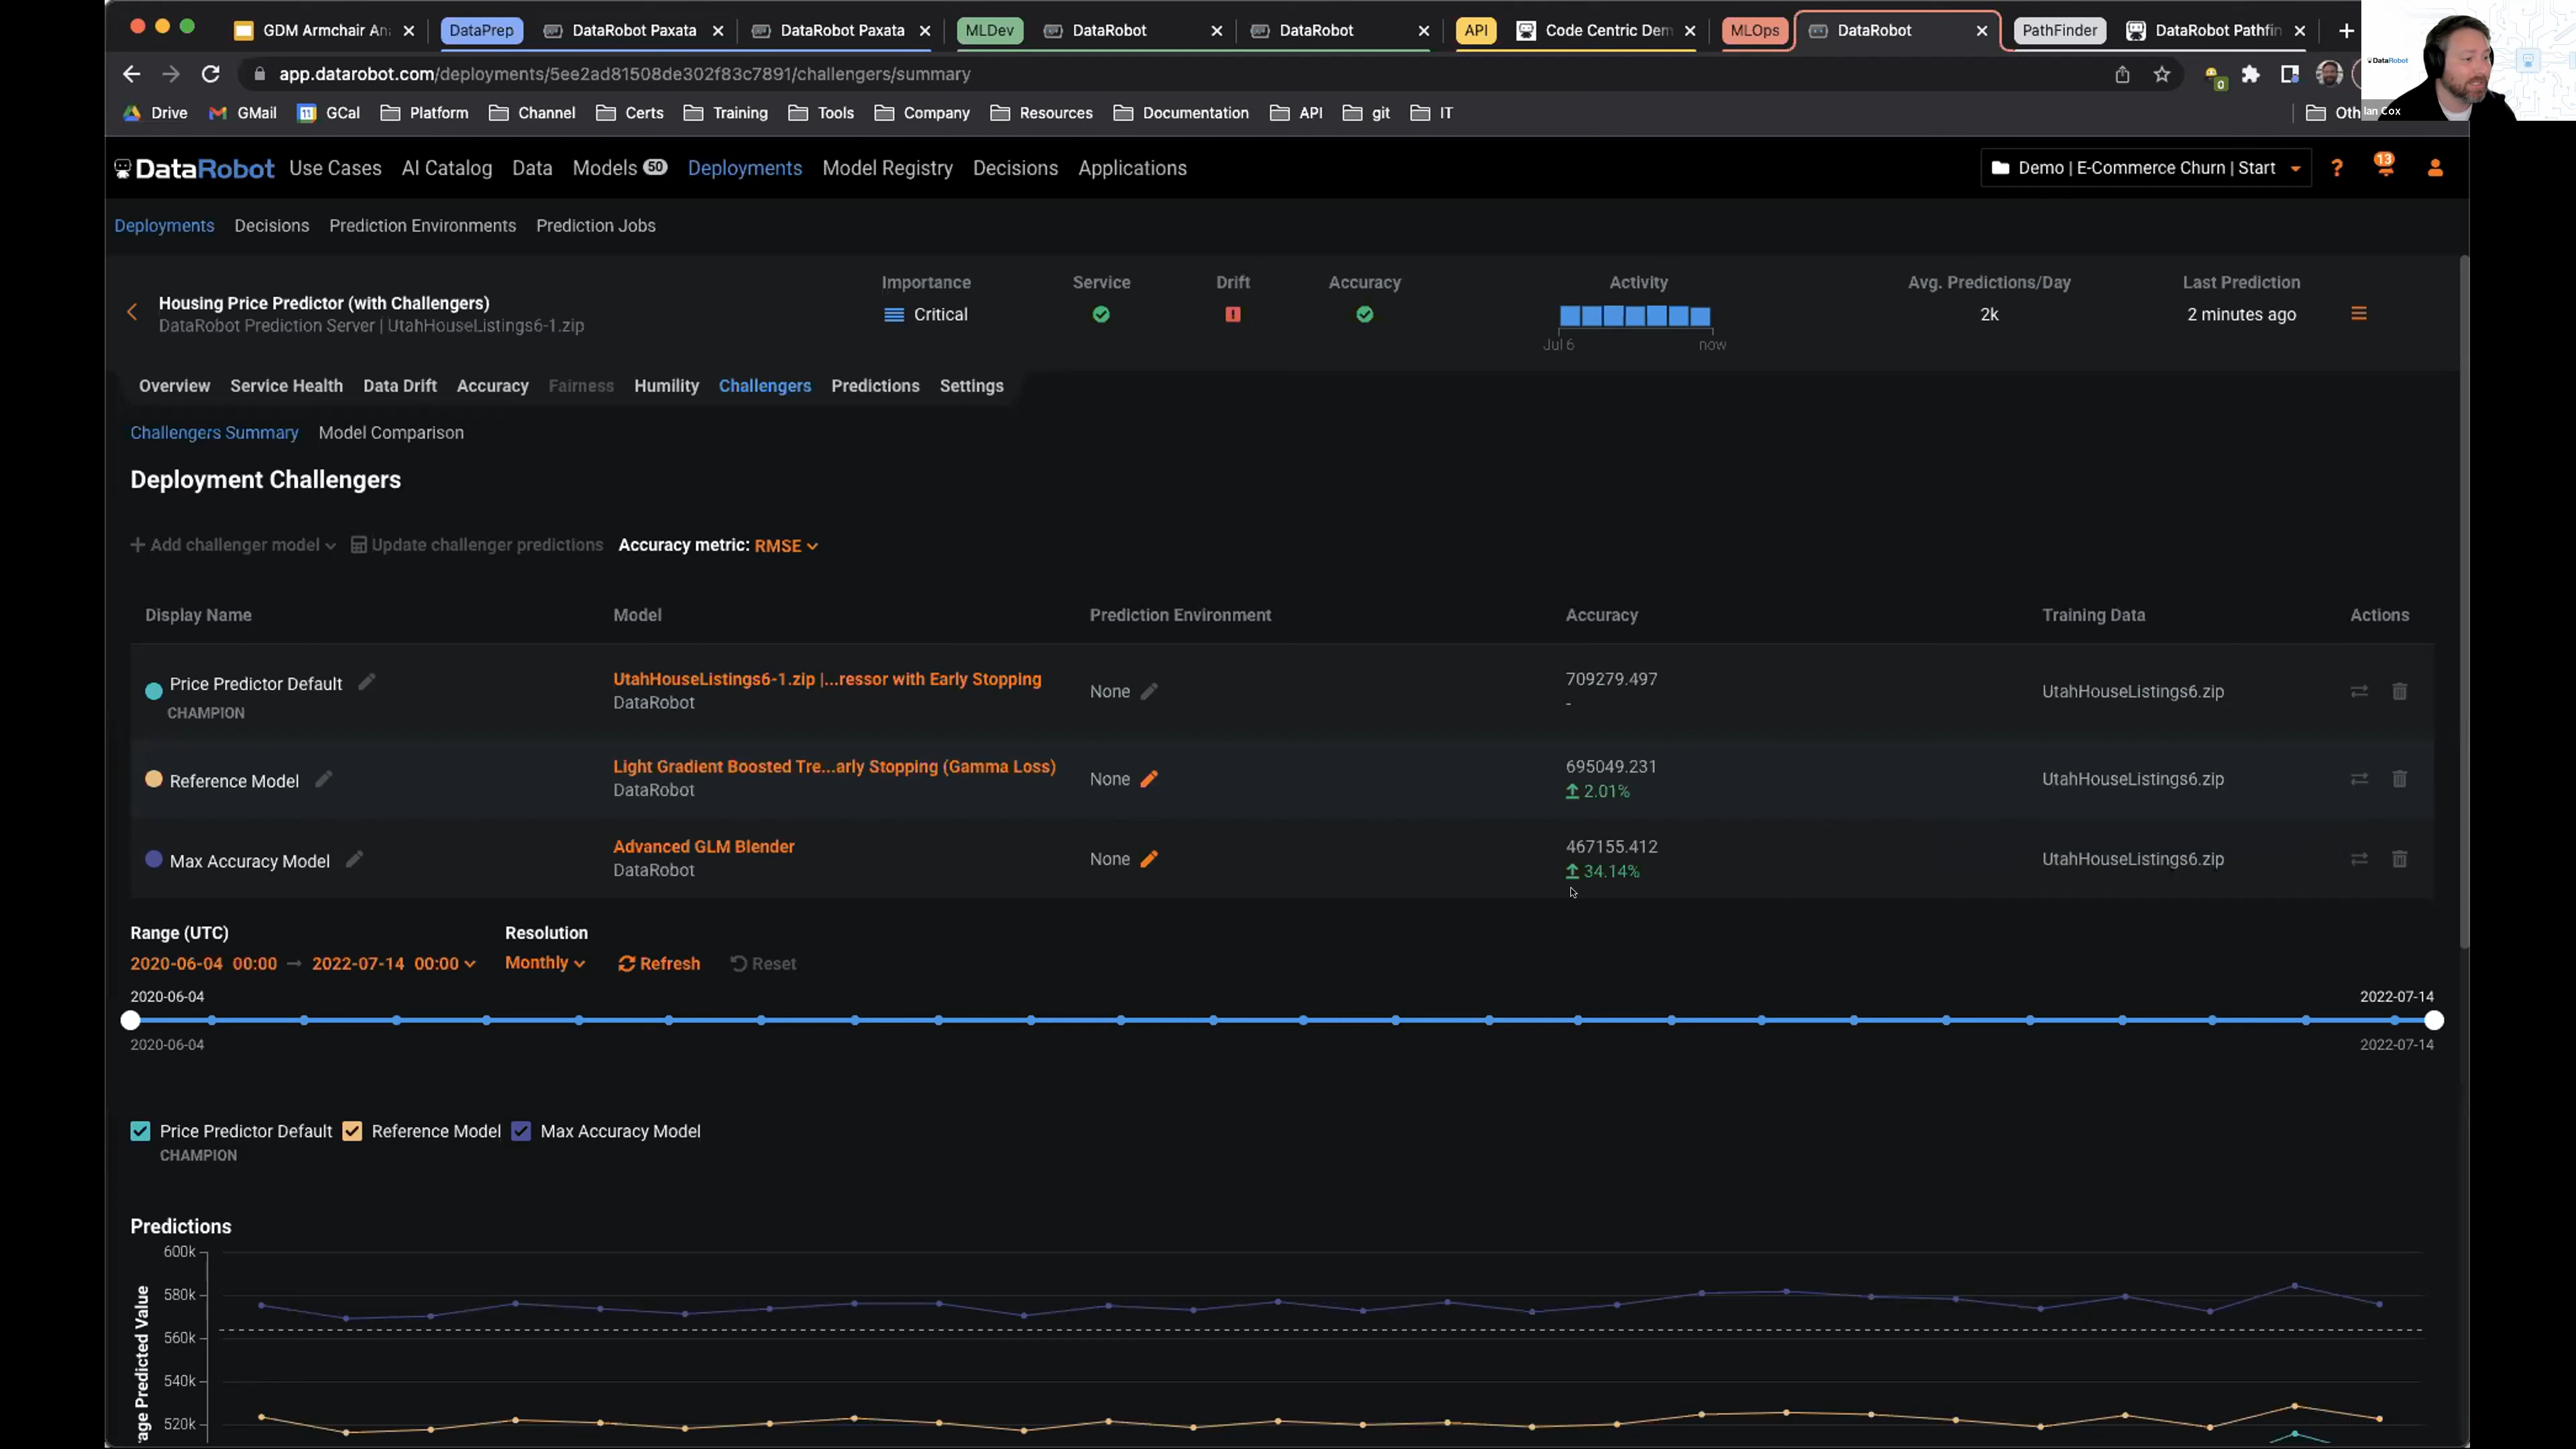 GDM Armchair An
DataPrep
DataRobot Paxata
DataRobot Paxata
MLDev
DataRobot
DataRobot
API
Code Centric Dem
MLOps
DataRobot
PathFinder
DataRobot Pathfin
app.datarobot.com/deployments/5ee2ad81508de302f83c7891/challengers/summary
0
DataRobot
Ian Cox
Drive GMail GCal Platform Channel Certs Training Tools Company Resources Documentation API git IT Oth
11
DataRobot Use Cases AI Catalog Data Models 50 Deployments Model Registry Decisions Applications
Demo | E-Commerce Churn | Start
? 13
Deployments Decisions Prediction Environments Prediction Jobs
Importance Service Drift Accuracy Activity Avg. Predictions/Day Last Prediction
Housing Price Predictor (with Challengers)
Critical 2k 2 minutes ago
DataRobot Prediction Server | UtahHouseListings6-1.zip
Jul 6 now
Overview Service Health Data Drift Accuracy Fairness Humility Challengers Predictions Settings
Challengers Summary Model Comparison
Deployment Challengers
+ Add challenger model Update challenger predictions Accuracy metric: RMSE
Display Name Model Prediction Environment Accuracy Training Data Actions
Price Predictor Default
CHAMPION
UtahHouseListings6-1.zip |...ressor with Early Stopping
DataRobot
None
709279.497
-
UtahHouseListings6.zip
Reference Model
Light Gradient Boosted Tre...arly Stopping (Gamma Loss)
DataRobot
None
695049.231
2.01%
UtahHouseListings6.zip
Max Accuracy Model
Advanced GLM Blender
DataRobot
None
467155.412
34.14%
UtahHouseListings6.zip
Range (UTC) Resolution
2020-06-04 00:00 → 2022-07-14 00:00 Monthly Refresh Reset
2020-06-04 2022-07-14
2020-06-04 2022-07-14
Price Predictor Default Reference Model Max Accuracy Model
CHAMPION
Predictions
600k
580k
560k
540k
520k
age Predicted Value